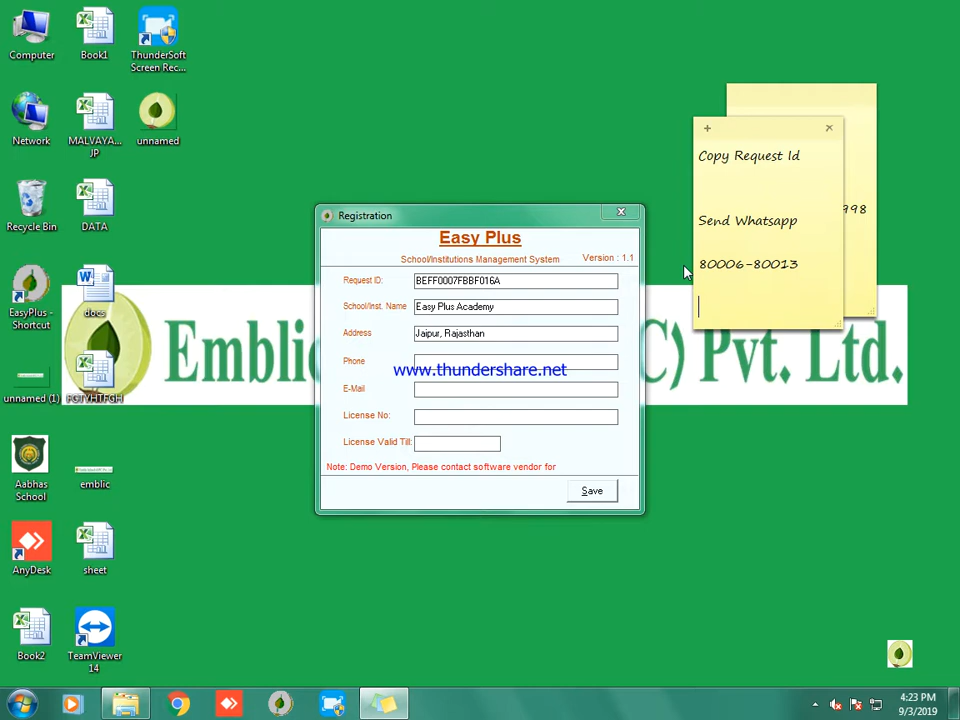 Computer
Book1
ThunderSoft
Screen Rec...
Network
MALVAYA...
JP
unnamed
Recycle Bin
DATA
EasyPlus -
Shortcut
docs
unnamed (1)
FGTYHTFGH
Aabhas
School
emblic
AnyDesk
sheet
Book2
TeamViewer
14
Copy Request Id
Send Whatsapp
80006-80013
998
Registration
Easy Plus
School/Institutions Management System
Version : 1.1
Request ID:
BEFF0007FBBF016A
School/Inst. Name
Easy Plus Academy
Address
Jaipur, Rajasthan
Phone
www.thundershare.net
E-Mail
License No:
License Valid Till:
Note: Demo Version, Please contact software vendor for
Save
Emblic
C) Pvt. Ltd.
4:23 PM
9/3/2019